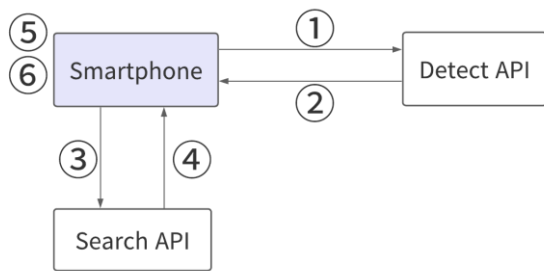 ⑤
①
Smartphone
Detect API
⑥
②
③
④
Search API